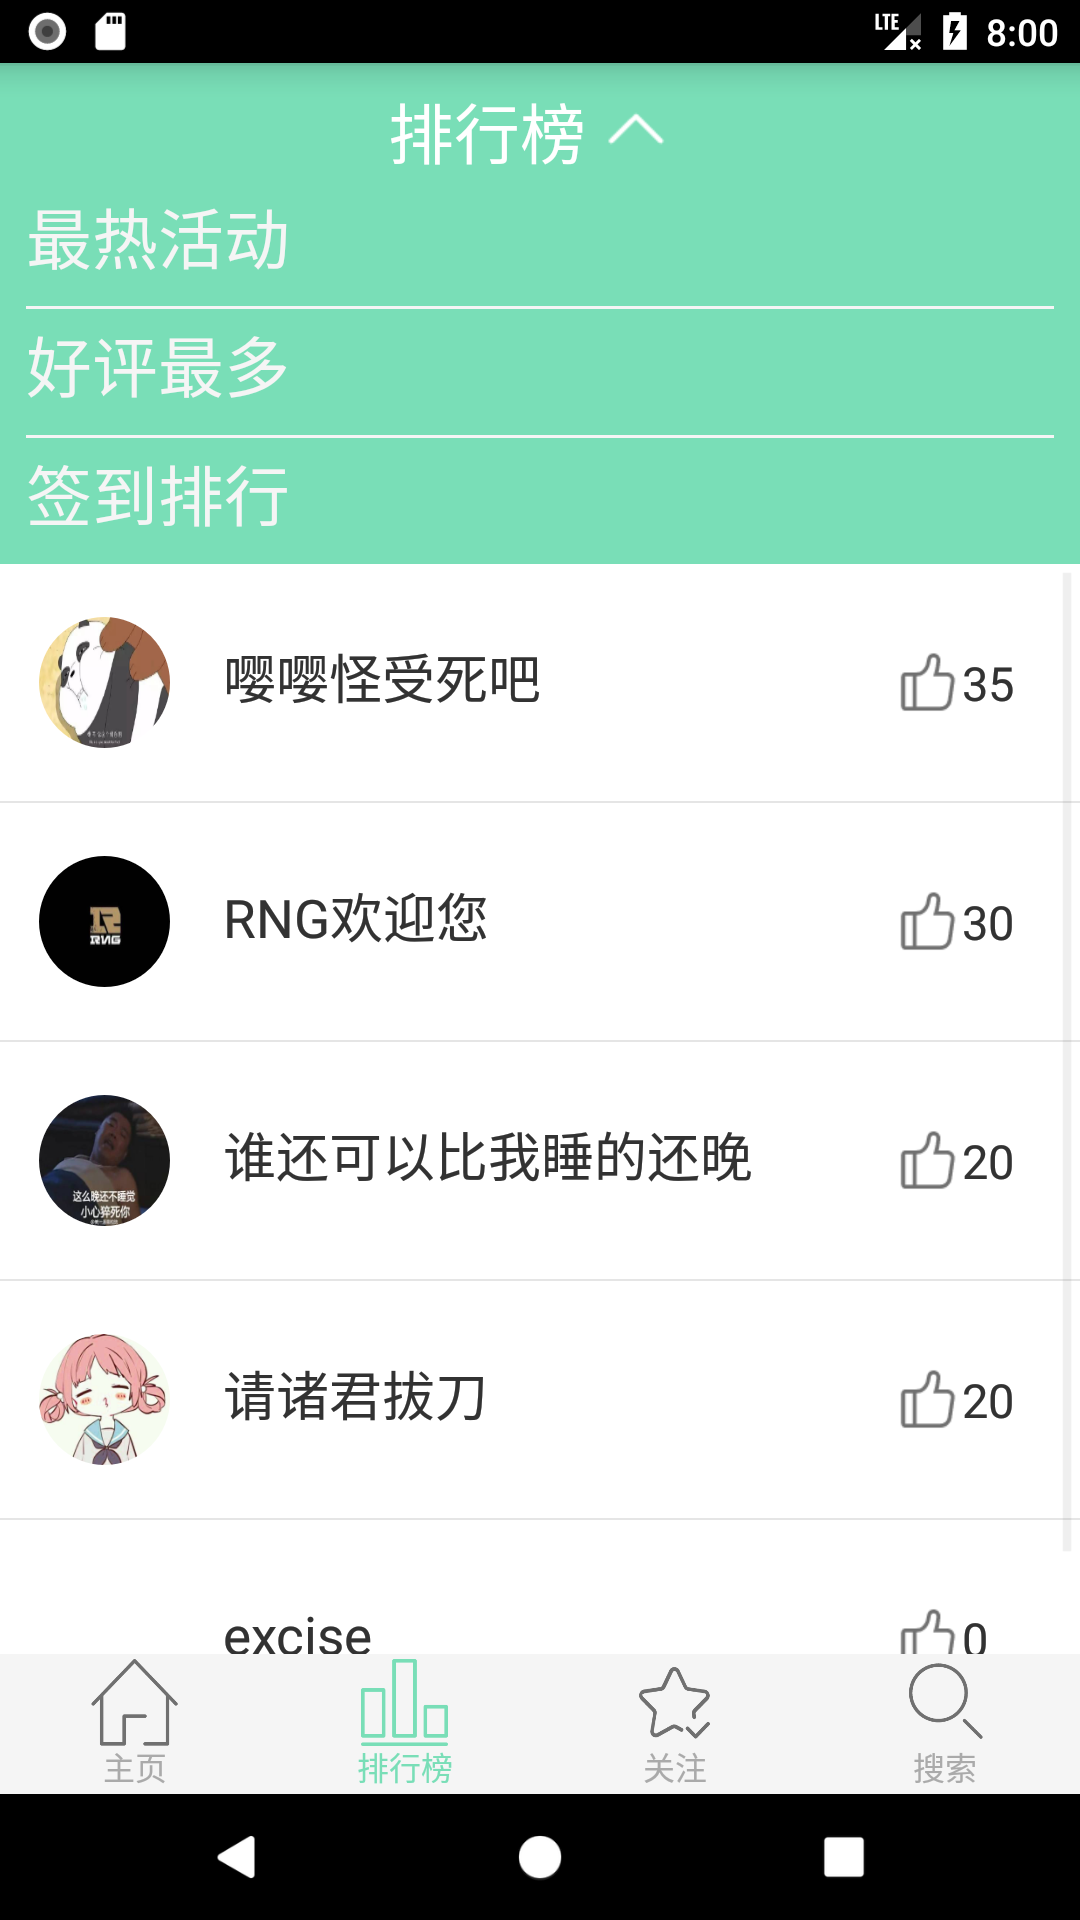 LTE 8:00
排行榜
最热活动
好评最多
签到排行
嘤嘤怪受死吧 35
RNG
RNG欢迎您 30
谁还可以比我睡的还晚 20
这么晚还不睡觉
小心猝死你
请诸君拔刀 20
excise 0
主页 排行榜 关注 搜索